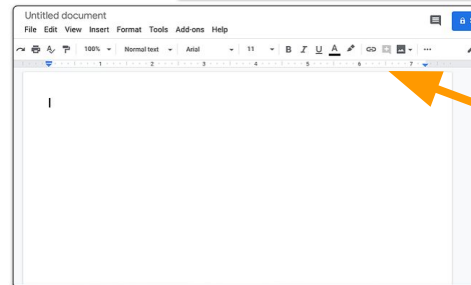 Untitled document
File Edit View Insert Format Tools Add-ons Help
100% Normal text Arial 11 B I U A GO
1 2 3 4 5 6 7